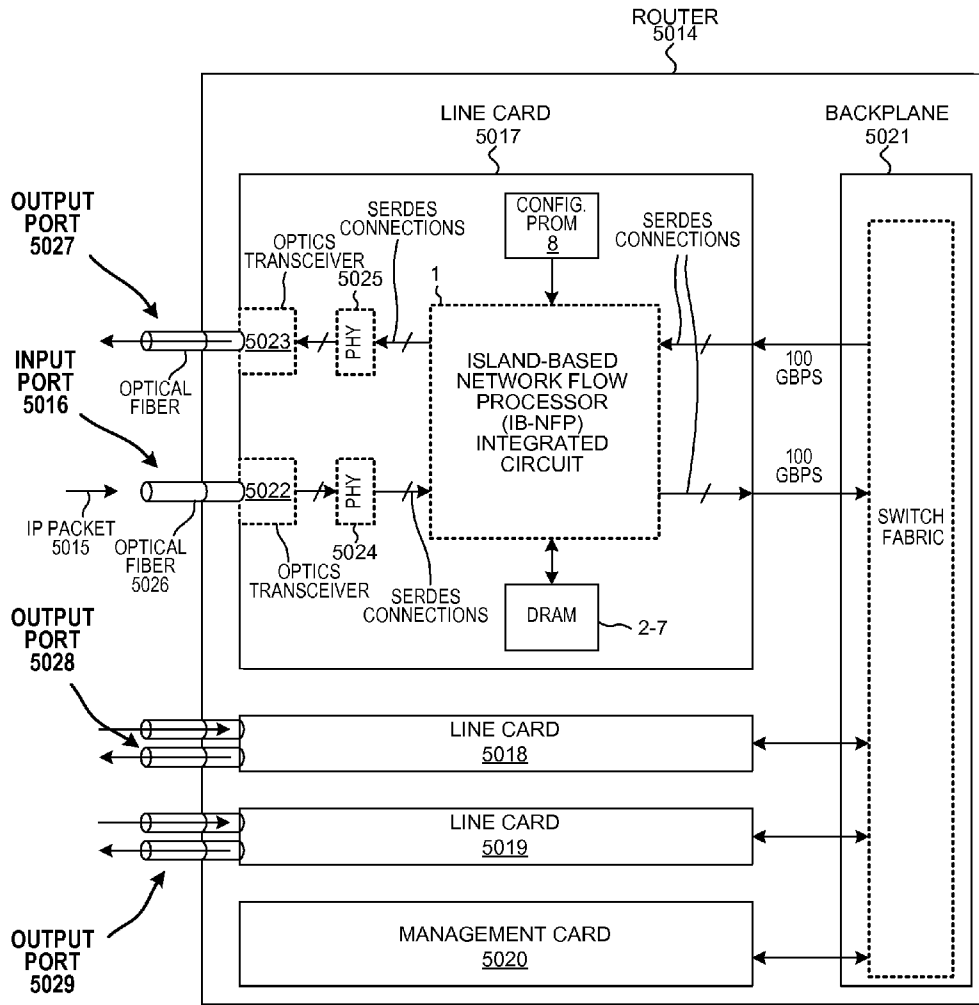 ROUTER
5014
LINE CARD
5017
BACKPLANE
5021
OUTPUT
PORT
5027
OPTICS
TRANSCEIVER
5025
SERDES
CONNECTIONS
CONFIG.
PROM
8
SERDES
CONNECTIONS
1
5023
PHY
INPUT
PORT
5016
OPTICAL
FIBER
ISLAND-BASED
NETWORK FLOW
PROCESSOR
(IB-NFP)
INTEGRATED
CIRCUIT
100
GBPS
100
GBPS
5022
PHY
IP PACKET
5015
OPTICAL
FIBER
5026
5024
OPTICS
TRANSCEIVER
SERDES
CONNECTIONS
SWITCH
FABRIC
DRAM
2-7
OUTPUT
PORT
5028
LINE CARD
5018
LINE CARD
5019
OUTPUT
PORT
5029
MANAGEMENT CARD
5020